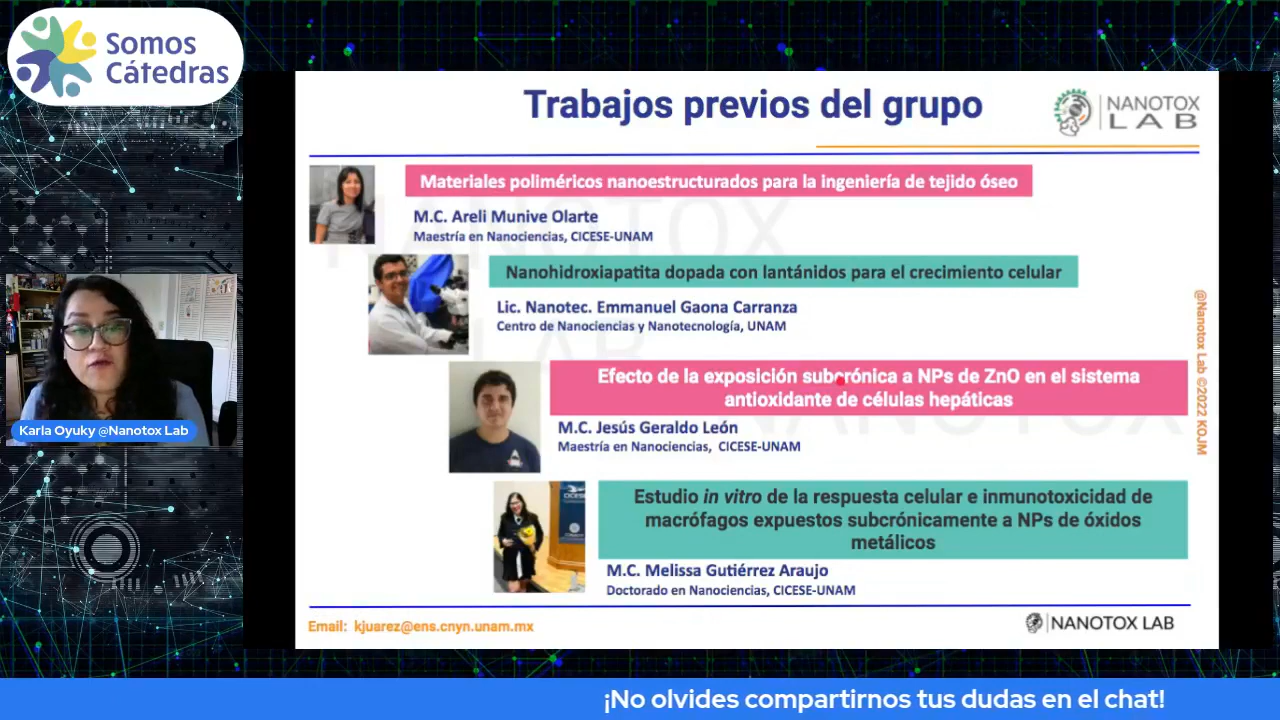 Somos
Cátedras
Trabajos previos del grupo
NANOTOX
LAB
Materiales poliméricos nanoestructurados para la ingeniería de tejido óseo
M.C. Areli Munive Olarte
Maestría en Nanociencias, CICESE-UNAM
Nanohidroxiapatita dopada con lantánidos para el crecimiento celular
Lic. Nanotec. Emmanuel Gaona Carranza
Centro de Nanociencias y Nanotecnología, UNAM
Efecto de la exposición subcrónica a NPs de ZnO en el sistema
antioxidante de células hepáticas
M.C. Jesús Geraldo León
Maestría en Nanociencias, CICESE-UNAM
Estudio in vitro de la respuesta celular e inmunotoxicidad de
macrófagos expuestos subcrónicamente a NPs de óxidos
metálicos
M.C. Melissa Gutiérrez Araujo
Doctorado en Nanociencias, CICESE-UNAM
@Nanotox Lab ©2022 KOJM
NANOTOX
LAB
Email: kjuarez@ens.cnyn.unam.mx
NANOTOX LAB
Karla Oyuky @Nanotox Lab
¡No olvides compartirnos tus dudas en el chat!